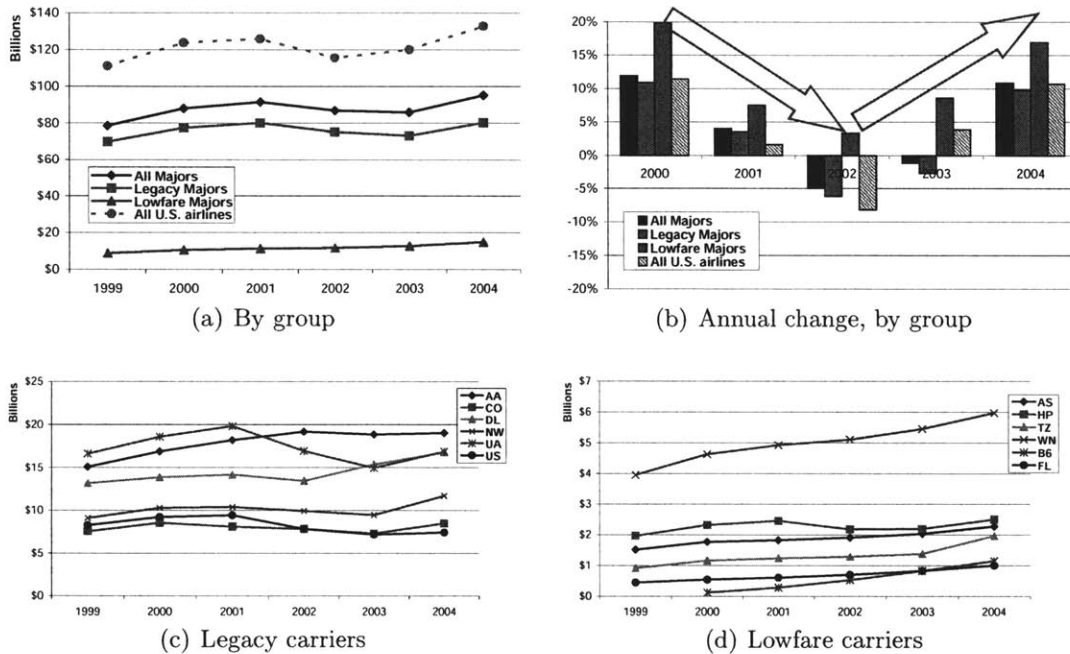 Billions
$140
$120
$100
$80
$60
$40
$20
$0
All Majors
Legacy Majors
Lowfare Majors
All U.S. airlines
1999 2000 2001 2002 2003 2004
(a) By group
20%
15%
10%
5%
0%
-5%
-10%
-15%
-20%
2000 2001 2002 2003 2004
All Majors
Legacy Majors
Lowfare Majors
All U.S. airlines
(b) Annual change, by group
Billions
$25
$20
$15
$10
$5
$0
AA
CO
DL
NW
UA
US
1999 2000 2001 2002 2003 2004
(c) Legacy carriers
Billions
$7
$6
$5
$4
$3
$2
$1
$0
AS
HP
TZ
WN
B6
FL
1999 2000 2001 2002 2003 2004
(d) Lowfare carriers